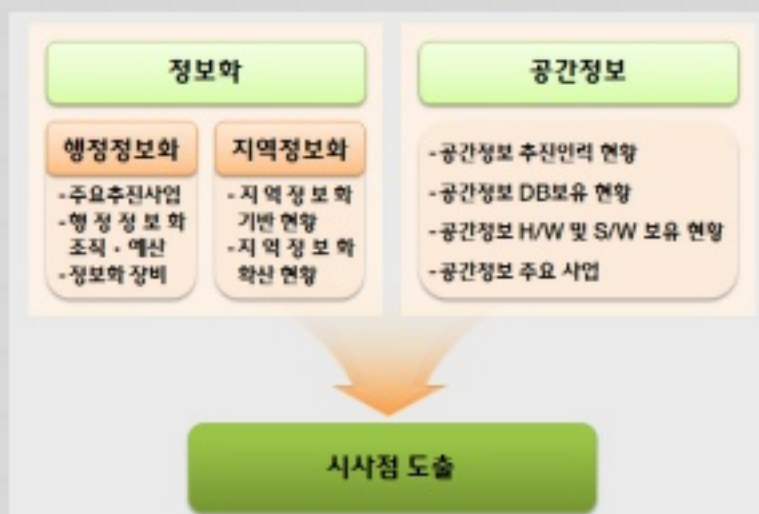 정보화
행정정보화
-주요추진사업
-행정정보화
조직·예산
-정보화 장비
지역정보화
-지역정보화
기반 현황
-지역정보화
확산 현황
공간정보
-공간정보 추진인력 현황
-공간정보 DB보유 현황
-공간정보 H/W 및 S/W 보유 현황
-공간정보 주요 사업
시사점 도출